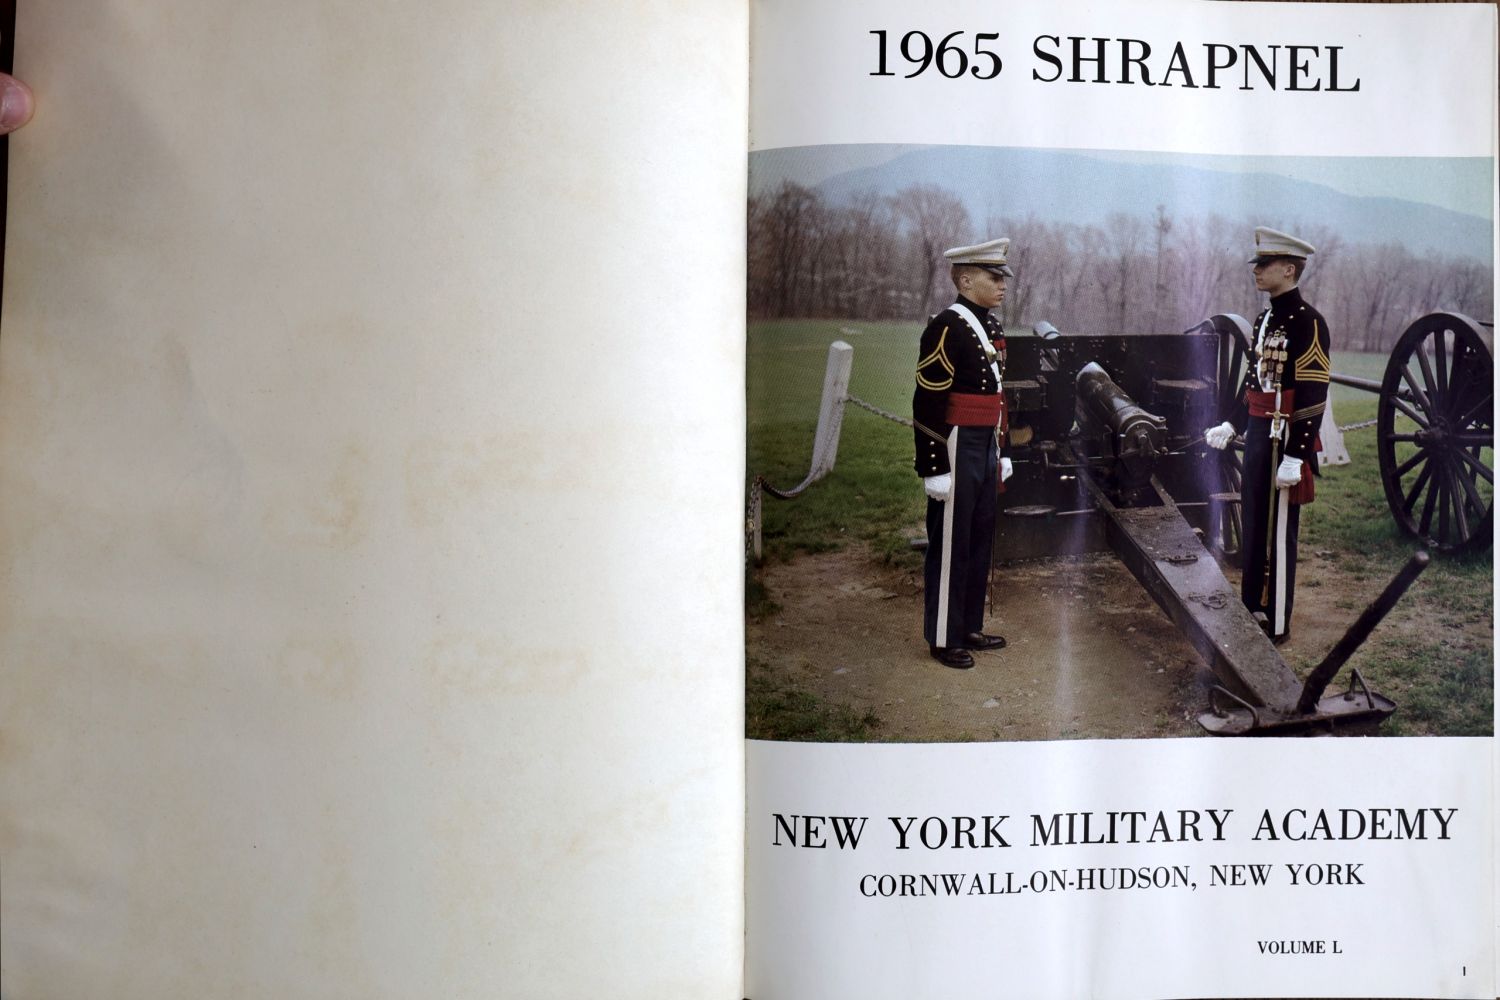 1965 SHRAPNEL
NEW YORK MILITARY ACADEMY
CORNWALL-ON-HUDSON, NEW YORK
VOLUME L
1